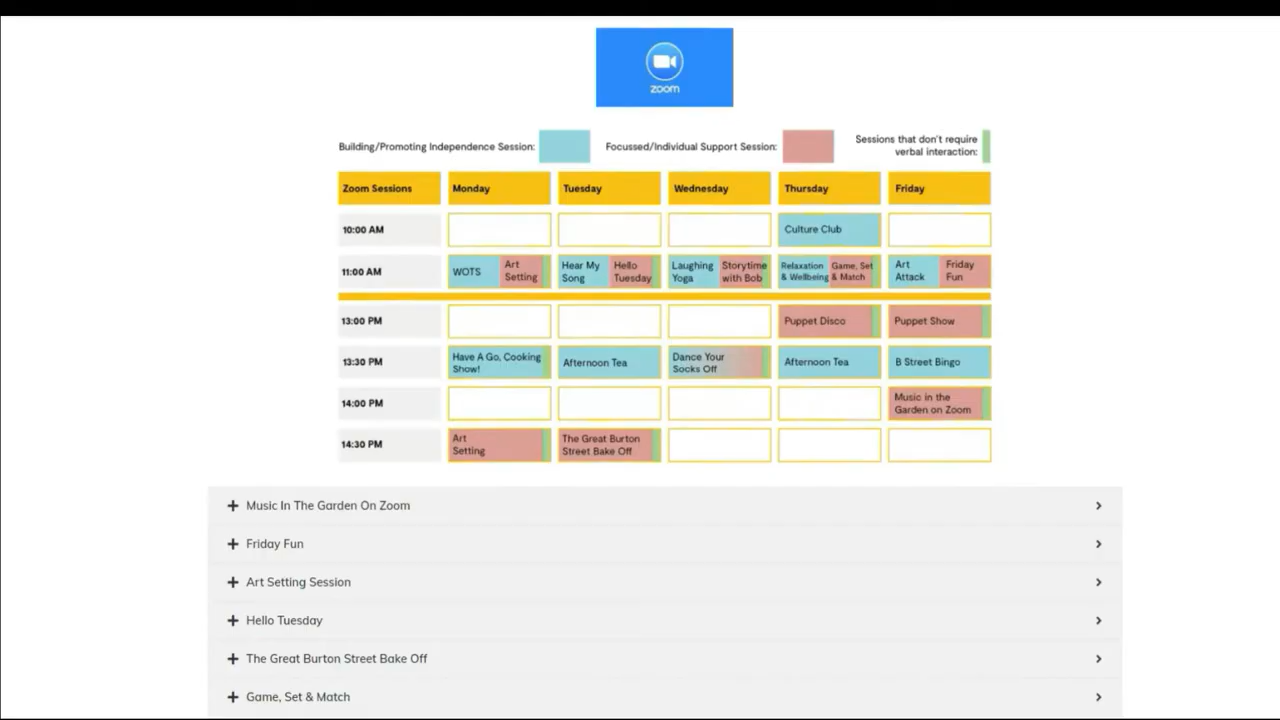 zoom
Building/Promoting Independence Session:
Focussed/Individual Support Session:
Sessions that don't require
verbal interaction:
Zoom Sessions
Monday
Tuesday
Wednesday
Thursday
Friday
10:00 AM
Culture Club
11:00 AM
WOTS
Art
Setting
Hear My
Song
Hello
Tuesday
Laughing
Yoga
Storytime
with Bob
Relaxation
& Wellbeing
Game, Set
& Match
Art
Attack
Friday
Fun
13:00 PM
Puppet Disco
Puppet Show
13:30 PM
Have A Go, Cooking
Show!
Afternoon Tea
Dance Your
Socks Off
Afternoon Tea
B Street Bingo
14:00 PM
Music in the
Garden on Zoom
14:30 PM
Art
Setting
The Great Burton
Street Bake Off
Music In The Garden On Zoom
Friday Fun
Art Setting Session
Hello Tuesday
The Great Burton Street Bake Off
Game, Set & Match